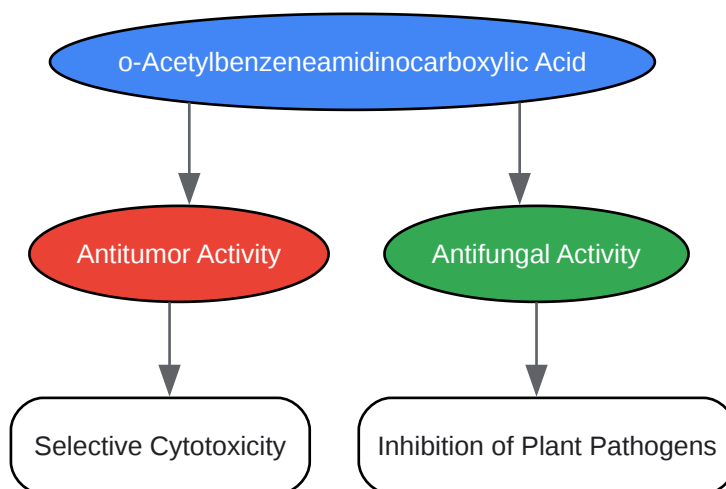 o-Acetylbenzeneamidinocarboxylic Acid
Antitumor Activity
Antifungal Activity
Selective Cytotoxicity
Inhibition of Plant Pathogens